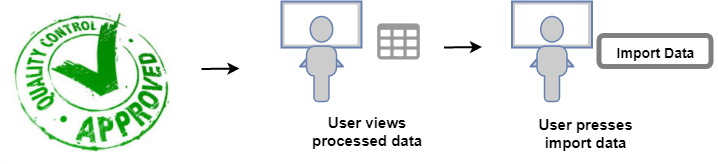 QUALITY CONTROL
APPROVED
User views
processed data
Import Data
User presses
import data